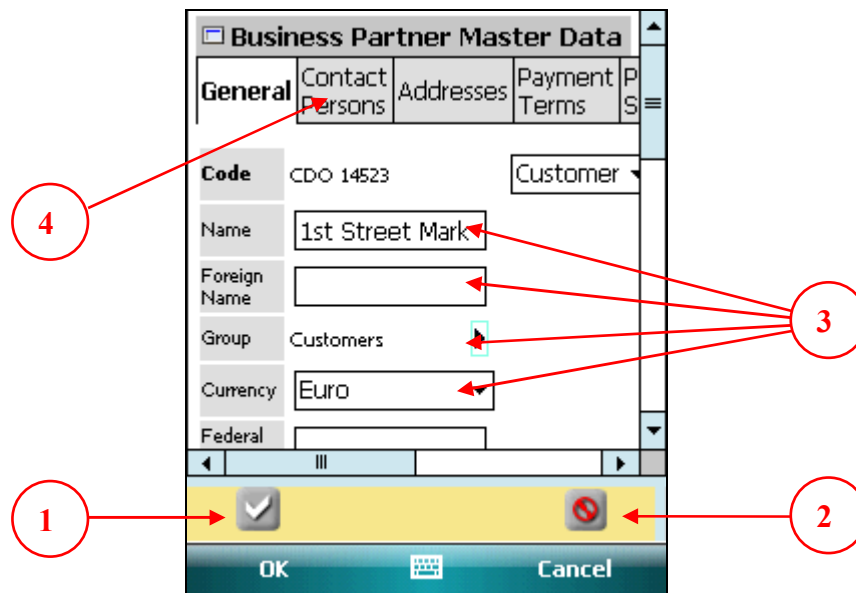 Business Partner Master Data
General Contact Persons Addresses Payment Terms P S
Code CDO 14523 Customer
4
Name 1st Street Mark
Foreign Name
3
Group Customers
Currency Euro
Federal
1
2
OK Cancel